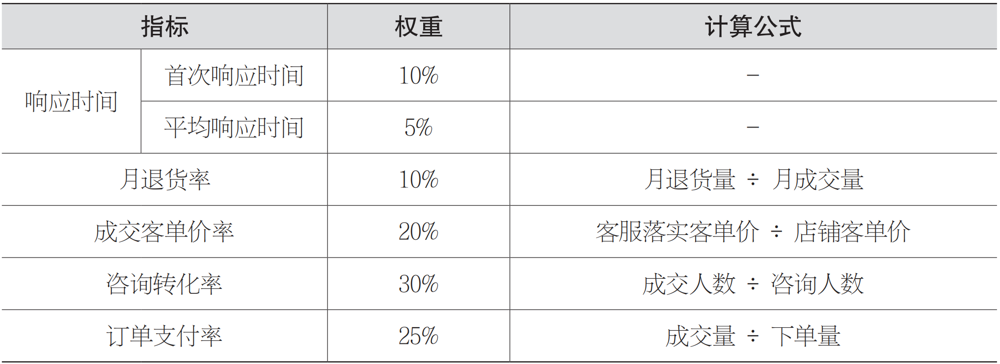 指标 权重 计算公式
响应时间 首次响应时间 10% -
平均响应时间 5% -
月退货率 10% 月退货量 ÷ 月成交量
成交客单价率 20% 客服落实客单价 ÷ 店铺客单价
咨询转化率 30% 成交人数 ÷ 咨询人数
订单支付率 25% 成交量 ÷ 下单量